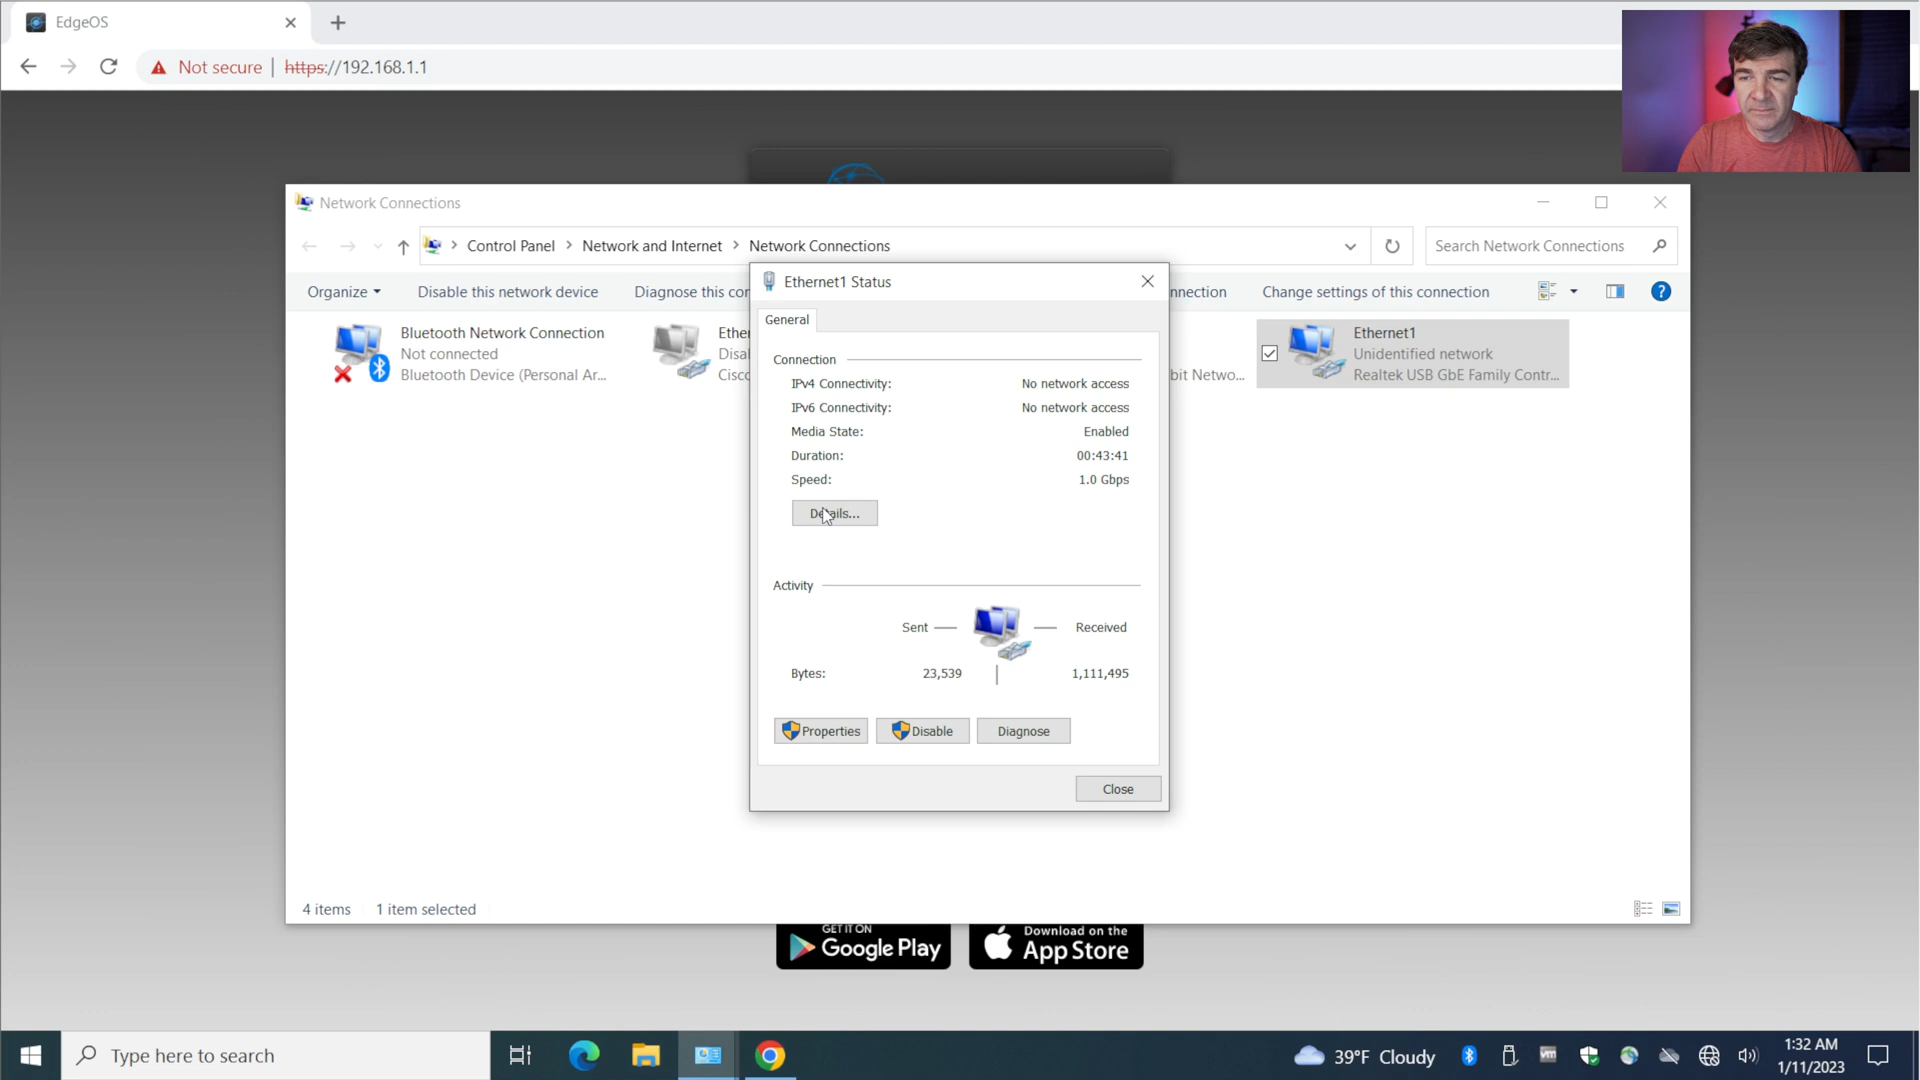 EdgeOS
Not secure | https://192.168.1.1
Network Connections
Control Panel > Network and Internet > Network Connections
Search Network Connections
Organize
Disable this network device
Diagnose this con
nnection
Change settings of this connection
Bluetooth Network Connection
Not connected
Bluetooth Device (Personal Ar...
Ethe
Disal
Cisco
bit Netwo...
Ethernet1
Unidentified network
Realtek USB GbE Family Contr...
Ethernet1 Status
General
Connection
IPv4 Connectivity: No network access
IPv6 Connectivity: No network access
Media State: Enabled
Duration: 00:43:41
Speed: 1.0 Gbps
Details...
Activity
Sent — — Received
Bytes: 23,539 | 1,111,495
Properties
Disable
Diagnose
Close
4 items
1 item selected
GET IT ON
Google Play
Download on the
App Store
Type here to search
39°F Cloudy
vm
1:32 AM
1/11/2023